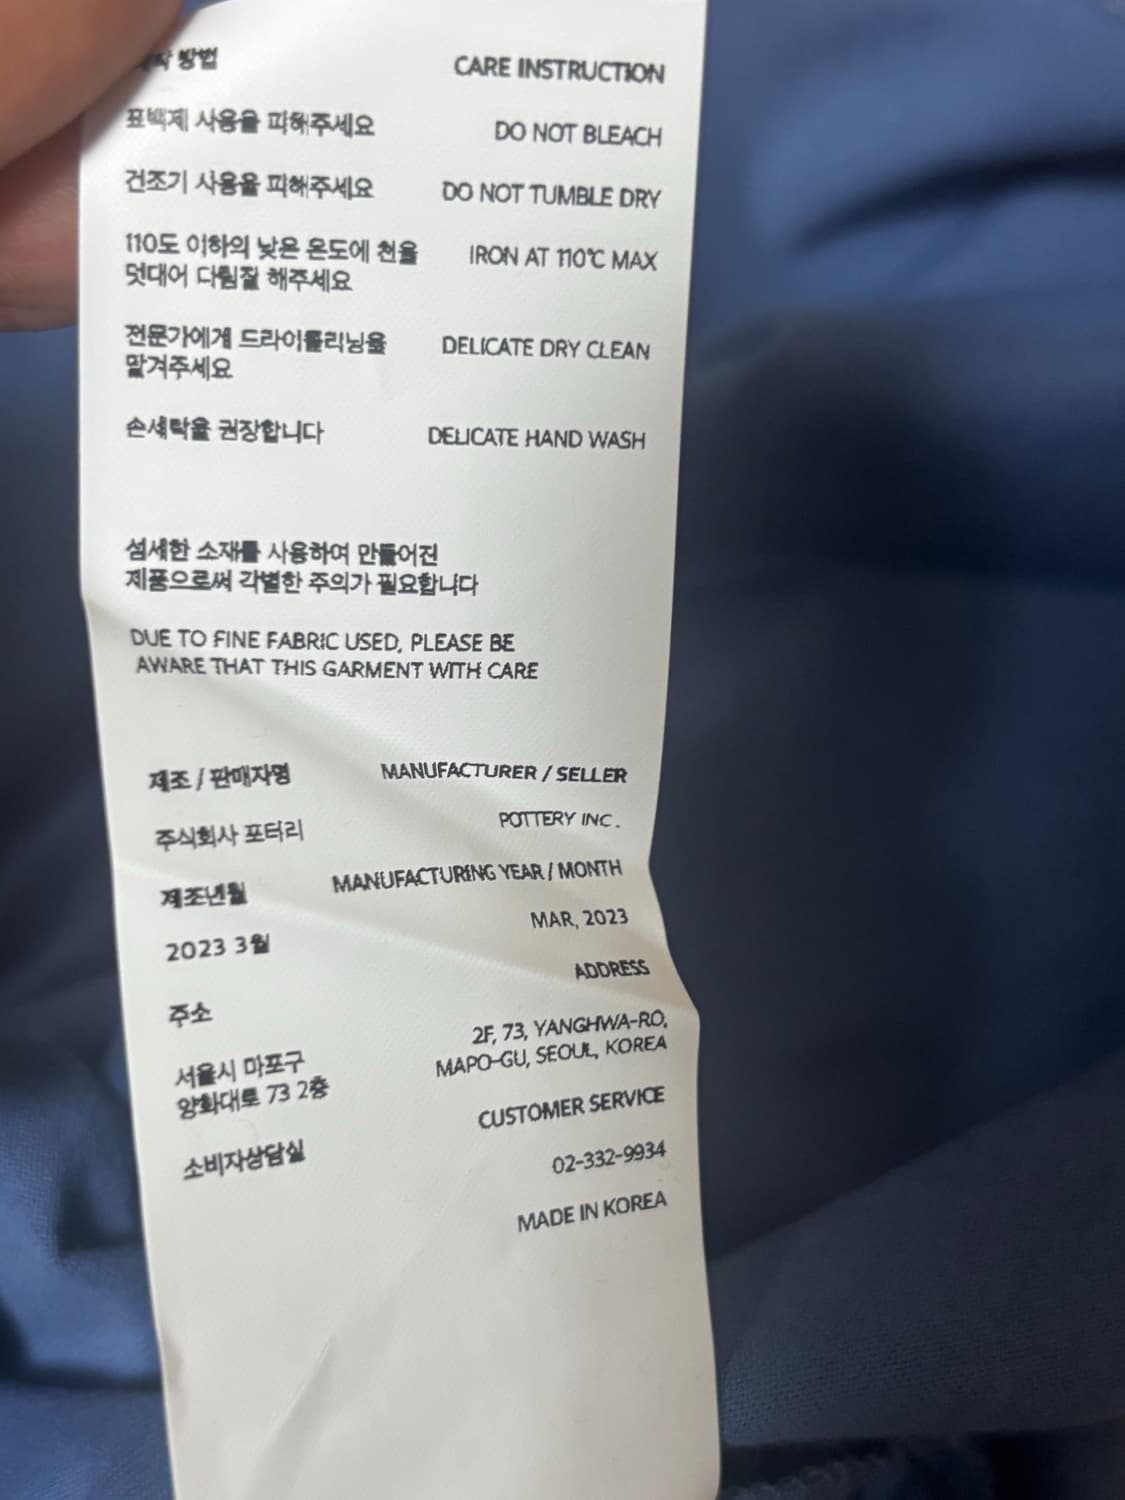 방법
CARE INSTRUCTION
표백제 사용을 피해주세요
DO NOT BLEACH
건조기 사용을 피해주세요
DO NOT TUMBLE DRY
110도 이하의 낮은 온도에 천을
덧대어 다림질 해주세요
IRON AT 110℃ MAX
전문가에게 드라이클리닝을
맡겨주세요
DELICATE DRY CLEAN
손세탁을 권장합니다
DELICATE HAND WASH
섬세한 소재를 사용하여 만들어진
제품으로써 각별한 주의가 필요합니다
DUE TO FINE FABRIC USED, PLEASE BE
AWARE THAT THIS GARMENT WITH CARE
제조 / 판매자명
MANUFACTURER / SELLER
주식회사 포터리
POTTERY INC.
제조년월
MANUFACTURING YEAR / MONTH
2023 3월
MAR, 2023
주소
ADDRESS
서울시 마포구
양화대로 73 2층
2F, 73, YANGHWA-RO,
MAPO-GU, SEOUL, KOREA
소비자상담실
CUSTOMER SERVICE
02-332-9934
MADE IN KOREA